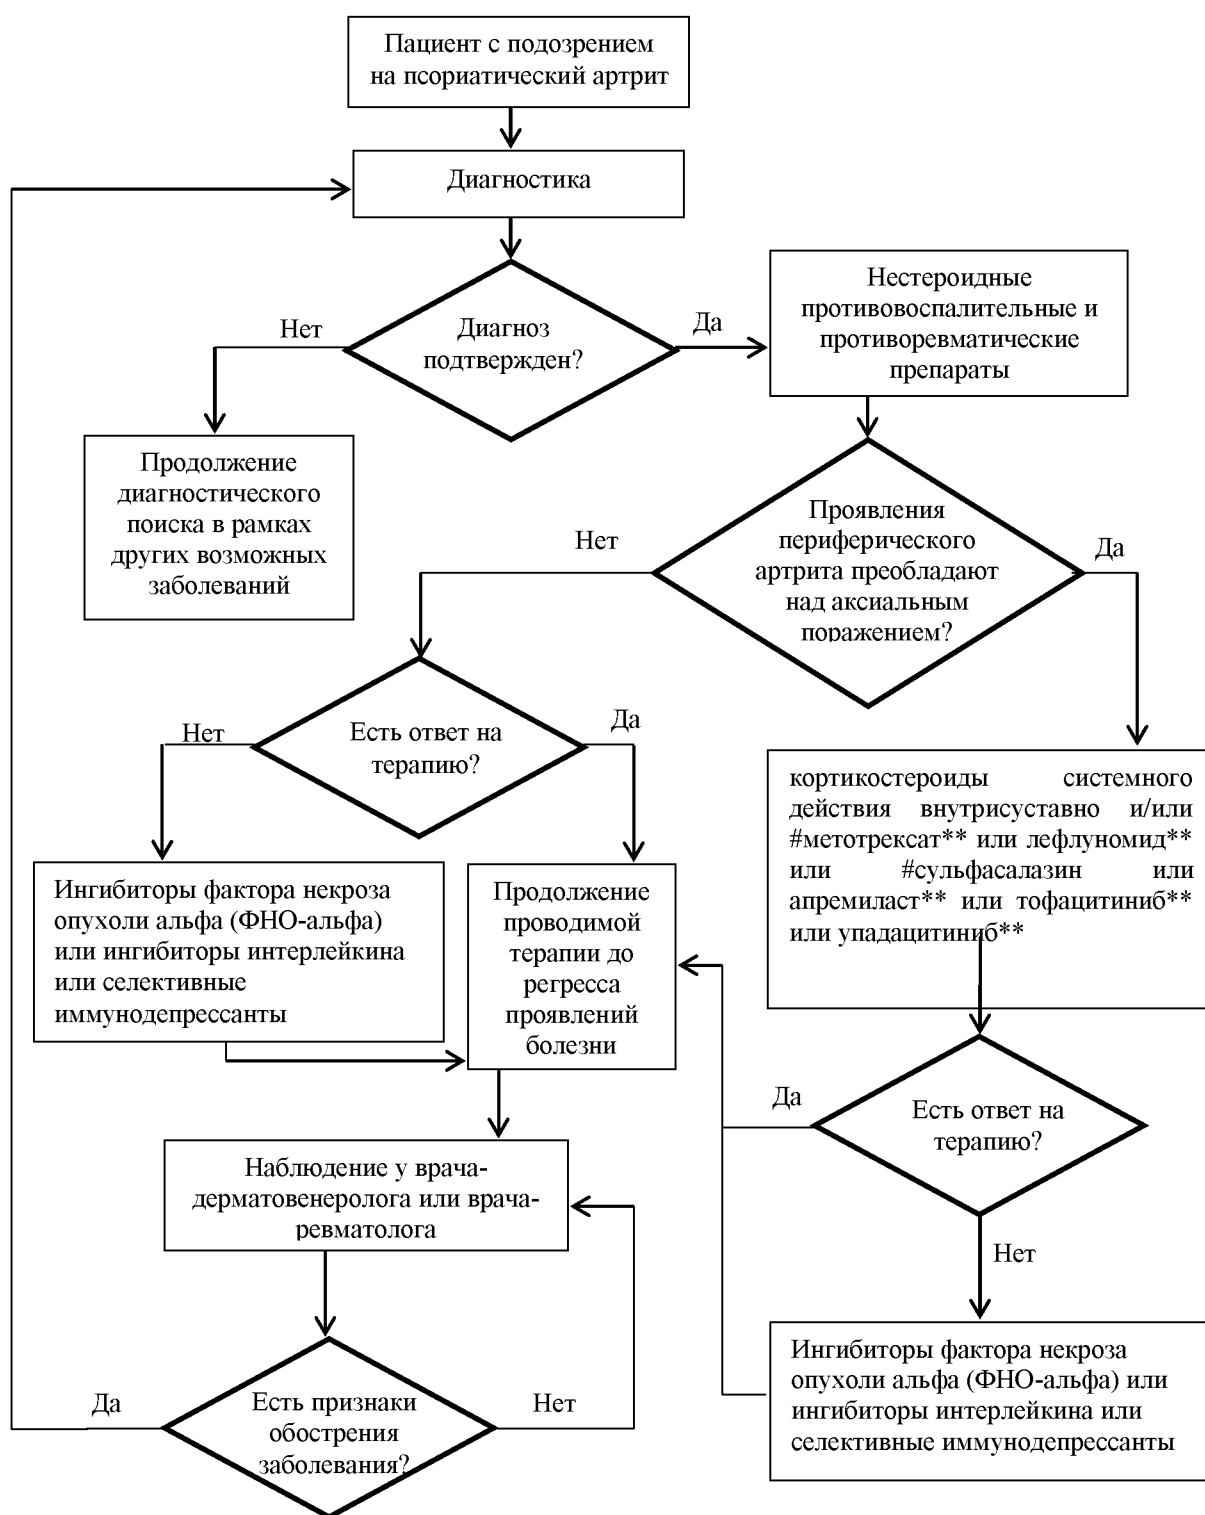 Пациент с подозрением
на псориатический артрит
Диагностика
Диагноз
подтвержден?
Нет
Да
Нестероидные
противовоспалительные и
противоревматические
препараты
Продолжение
диагностического
поиска в рамках
других возможных
заболеваний
Проявления
периферического
артрита преобладают
над аксиальным
поражением?
Нет
Да
Есть ответ на
терапию?
Нет
Да
кортикостероиды системного
действия внутрисуставно и/или
#метотрексат** или лефлуномид**
или #сульфасалазин или
апремиласт** или тофацитиниб**
или упадацитиниб**
Ингибиторы фактора некроза
опухоли альфа (ФНО-альфа)
или ингибиторы интерлейкина
или селективные
иммунодепрессанты
Продолжение
проводимой
терапии до
регресса
проявлений
болезни
Да
Есть ответ на
терапию?
Нет
Наблюдение у врача-
дерматовенеролога или врача-
ревматолога
Ингибиторы фактора некроза
опухоли альфа (ФНО-альфа) или
ингибиторы интерлейкина или
селективные иммунодепрессанты
Да
Есть признаки
обострения
заболевания?
Нет